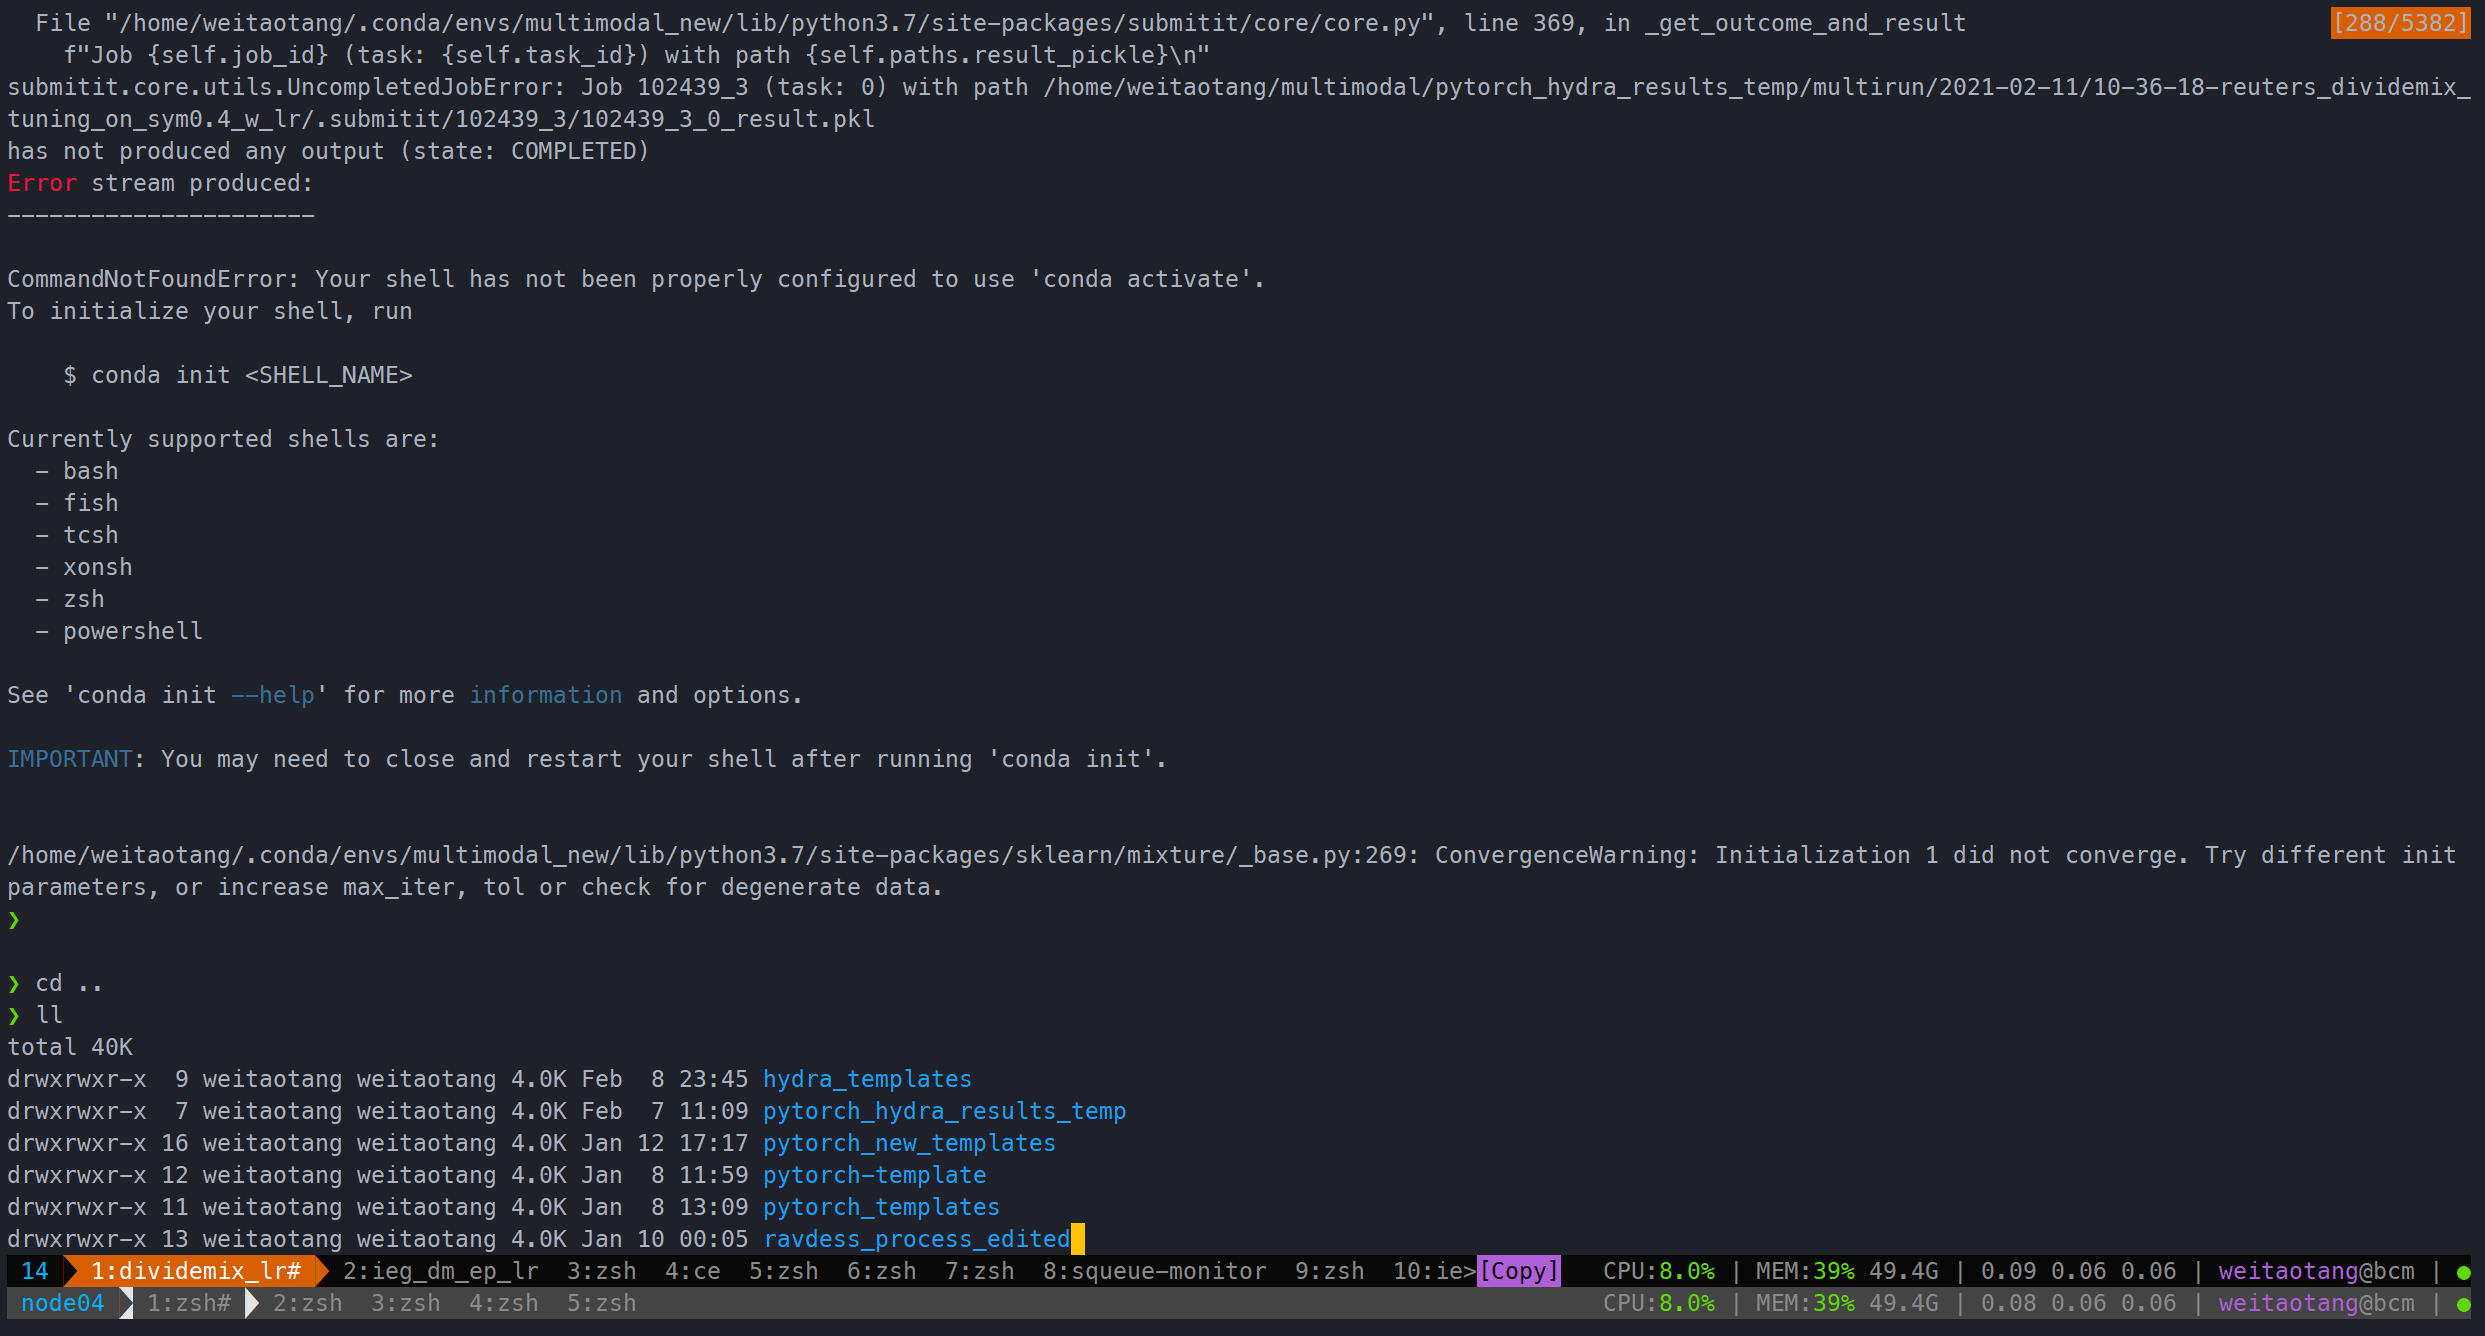 File "/home/weitaotang/.conda/envs/multimodal_new/lib/python3.7/site-packages/submitit/core/core.py", line 369, in _get_outcome_and_result [288/5382]
    f"Job {self.job_id} (task: {self.task_id}) with path {self.paths.result_pickle}\n"
submitit.core.utils.UncompletedJobError: Job 102439_3 (task: 0) with path /home/weitaotang/multimodal/pytorch_hydra_results_temp/multirun/2021-02-11/10-36-18-reuters_dividemix_
tuning_on_sym0.4_w_lr/.submitit/102439_3/102439_3_0_result.pkl
has not produced any output (state: COMPLETED)
Error stream produced:
----------------------
CommandNotFoundError: Your shell has not been properly configured to use 'conda activate'.
To initialize your shell, run
    $ conda init <SHELL_NAME>
Currently supported shells are:
  - bash
  - fish
  - tcsh
  - xonsh
  - zsh
  - powershell
See 'conda init --help' for more information and options.
IMPORTANT: You may need to close and restart your shell after running 'conda init'.
/home/weitaotang/.conda/envs/multimodal_new/lib/python3.7/site-packages/sklearn/mixture/_base.py:269: ConvergenceWarning: Initialization 1 did not converge. Try different init
parameters, or increase max_iter, tol or check for degenerate data.
❯
❯ cd ..
❯ ll
total 40K
drwxrwxr-x  9 weitaotang weitaotang 4.0K Feb  8 23:45 hydra_templates
drwxrwxr-x  7 weitaotang weitaotang 4.0K Feb  7 11:09 pytorch_hydra_results_temp
drwxrwxr-x 16 weitaotang weitaotang 4.0K Jan 12 17:17 pytorch_new_templates
drwxrwxr-x 12 weitaotang weitaotang 4.0K Jan  8 11:59 pytorch-template
drwxrwxr-x 11 weitaotang weitaotang 4.0K Jan  8 13:09 pytorch_templates
drwxrwxr-x 13 weitaotang weitaotang 4.0K Jan 10 00:05 ravdess_process_edited
14 1:dividemix_lr# 2:ieg_dm_ep_lr 3:zsh 4:ce 5:zsh 6:zsh 7:zsh 8:squeue-monitor 9:zsh 10:ie>[Copy] CPU:8.0% | MEM:39% 49.4G | 0.09 0.06 0.06 | weitaotang@bcm | ●
node04 1:zsh# 2:zsh 3:zsh 4:zsh 5:zsh CPU:8.0% | MEM:39% 49.4G | 0.08 0.06 0.06 | weitaotang@bcm | ●